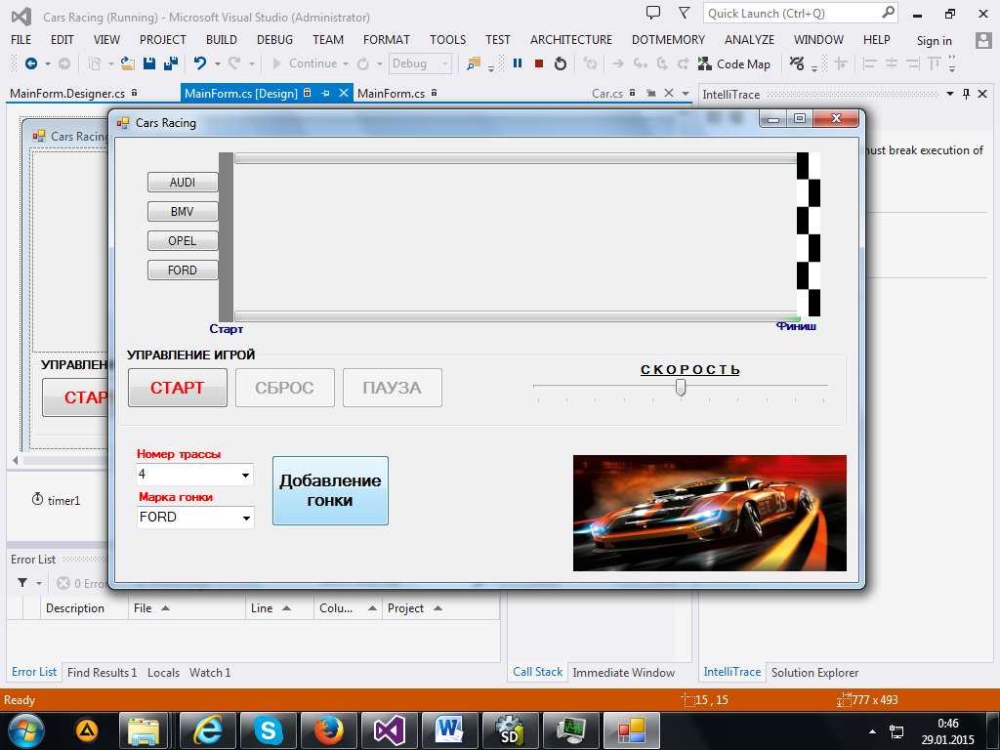 Cars Racing (Running) - Microsoft Visual Studio (Administrator)
Quick Launch (Ctrl+Q)
FILE EDIT VIEW PROJECT BUILD DEBUG TEAM FORMAT TOOLS TEST ARCHITECTURE DOTMEMORY ANALYZE WINDOW HELP Sign in
Continue Debug Code Map
MainForm.Designer.cs MainForm.cs [Design] MainForm.cs Car.cs IntelliTrace
Cars Racing
Cars Racing
must break execution of
AUDI
BMV
OPEL
FORD
Старт Финиш
УПРАВЛЕНИЕ ИГРОЙ
СКОРОСТЬ
СТАРТ СБРОС ПАУЗА
УПРАВЛЕН
СТАР
Номер трассы
4
Марка гонки
FORD
Добавление
гонки
95
timer1
Error List
0 Erro
Description File Line Colu... Project
Error List Find Results 1 Locals Watch 1 Call Stack Immediate Window IntelliTrace Solution Explorer
Ready 15 , 15 777 x 493
SD
0:46
29.01.2015